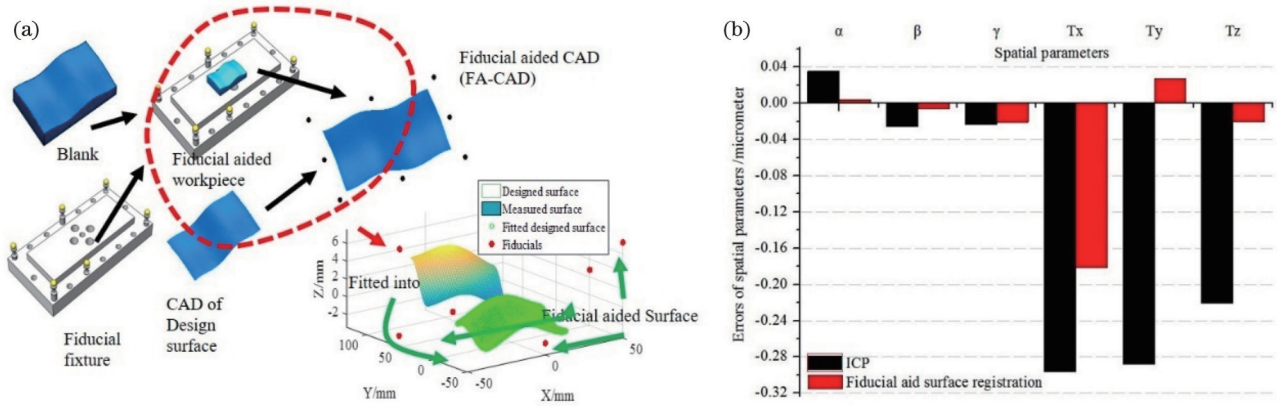 (a)
Fiducial aided CAD
(FA-CAD)
Blank
Fiducial aided
workpiece
Designed surface
Measured surface
Fitted designed surface
Fiducials
Fiducial
fixture
CAD of
Design
surface
Fitted into
Fiducial aided Surface
Z/mm
6
4
2
0
-2
100
50
0
-50
Y/mm
-50
0
50
X/mm
(b)
α β γ Tx Ty Tz
Spatial parameters
Errors of spatial parameters /micrometer
0.04
0.00
-0.04
-0.08
-0.12
-0.16
-0.20
-0.24
-0.28
-0.32
ICP
Fiducial aid surface registration